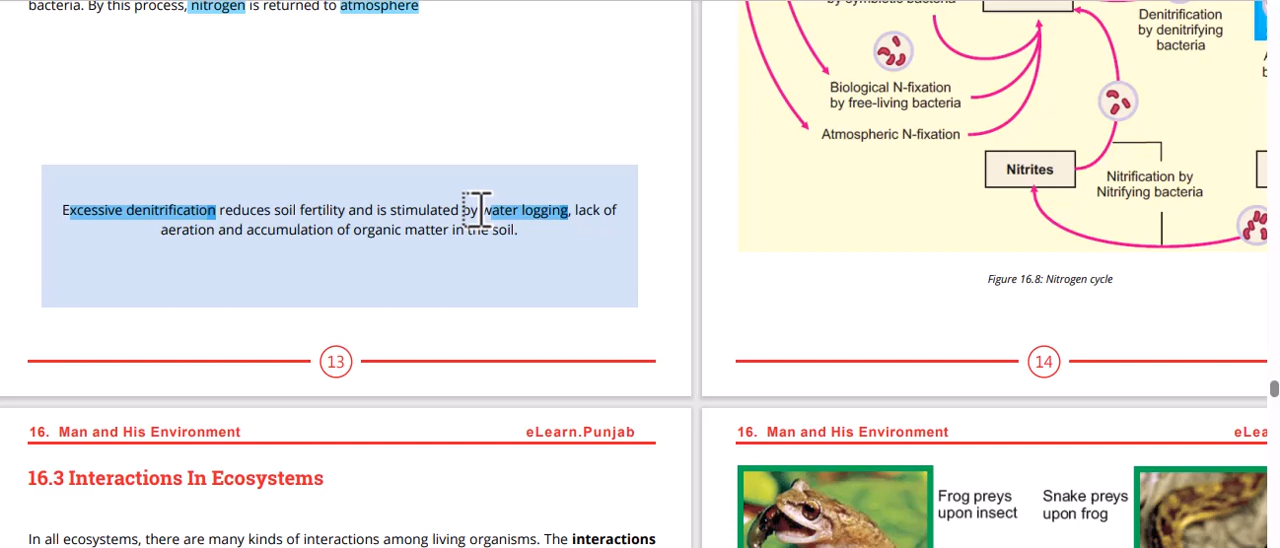 bacteria. By this process, nitrogen is returned to atmosphere
Excessive denitrification reduces soil fertility and is stimulated by water logging, lack of
aeration and accumulation of organic matter in the soil.
13
by symbiotic bacteria
Denitrification
by denitrifying
bacteria
Biological N-fixation
by free-living bacteria
Atmospheric N-fixation
Nitrites
Nitrification by
Nitrifying bacteria
Figure 16.8: Nitrogen cycle
14
16. Man and His Environment
eLearn.Punjab
16.3 Interactions In Ecosystems
In all ecosystems, there are many kinds of interactions among living organisms. The interactions
16. Man and His Environment
eLea
Frog preys
upon insect
Snake preys
upon frog